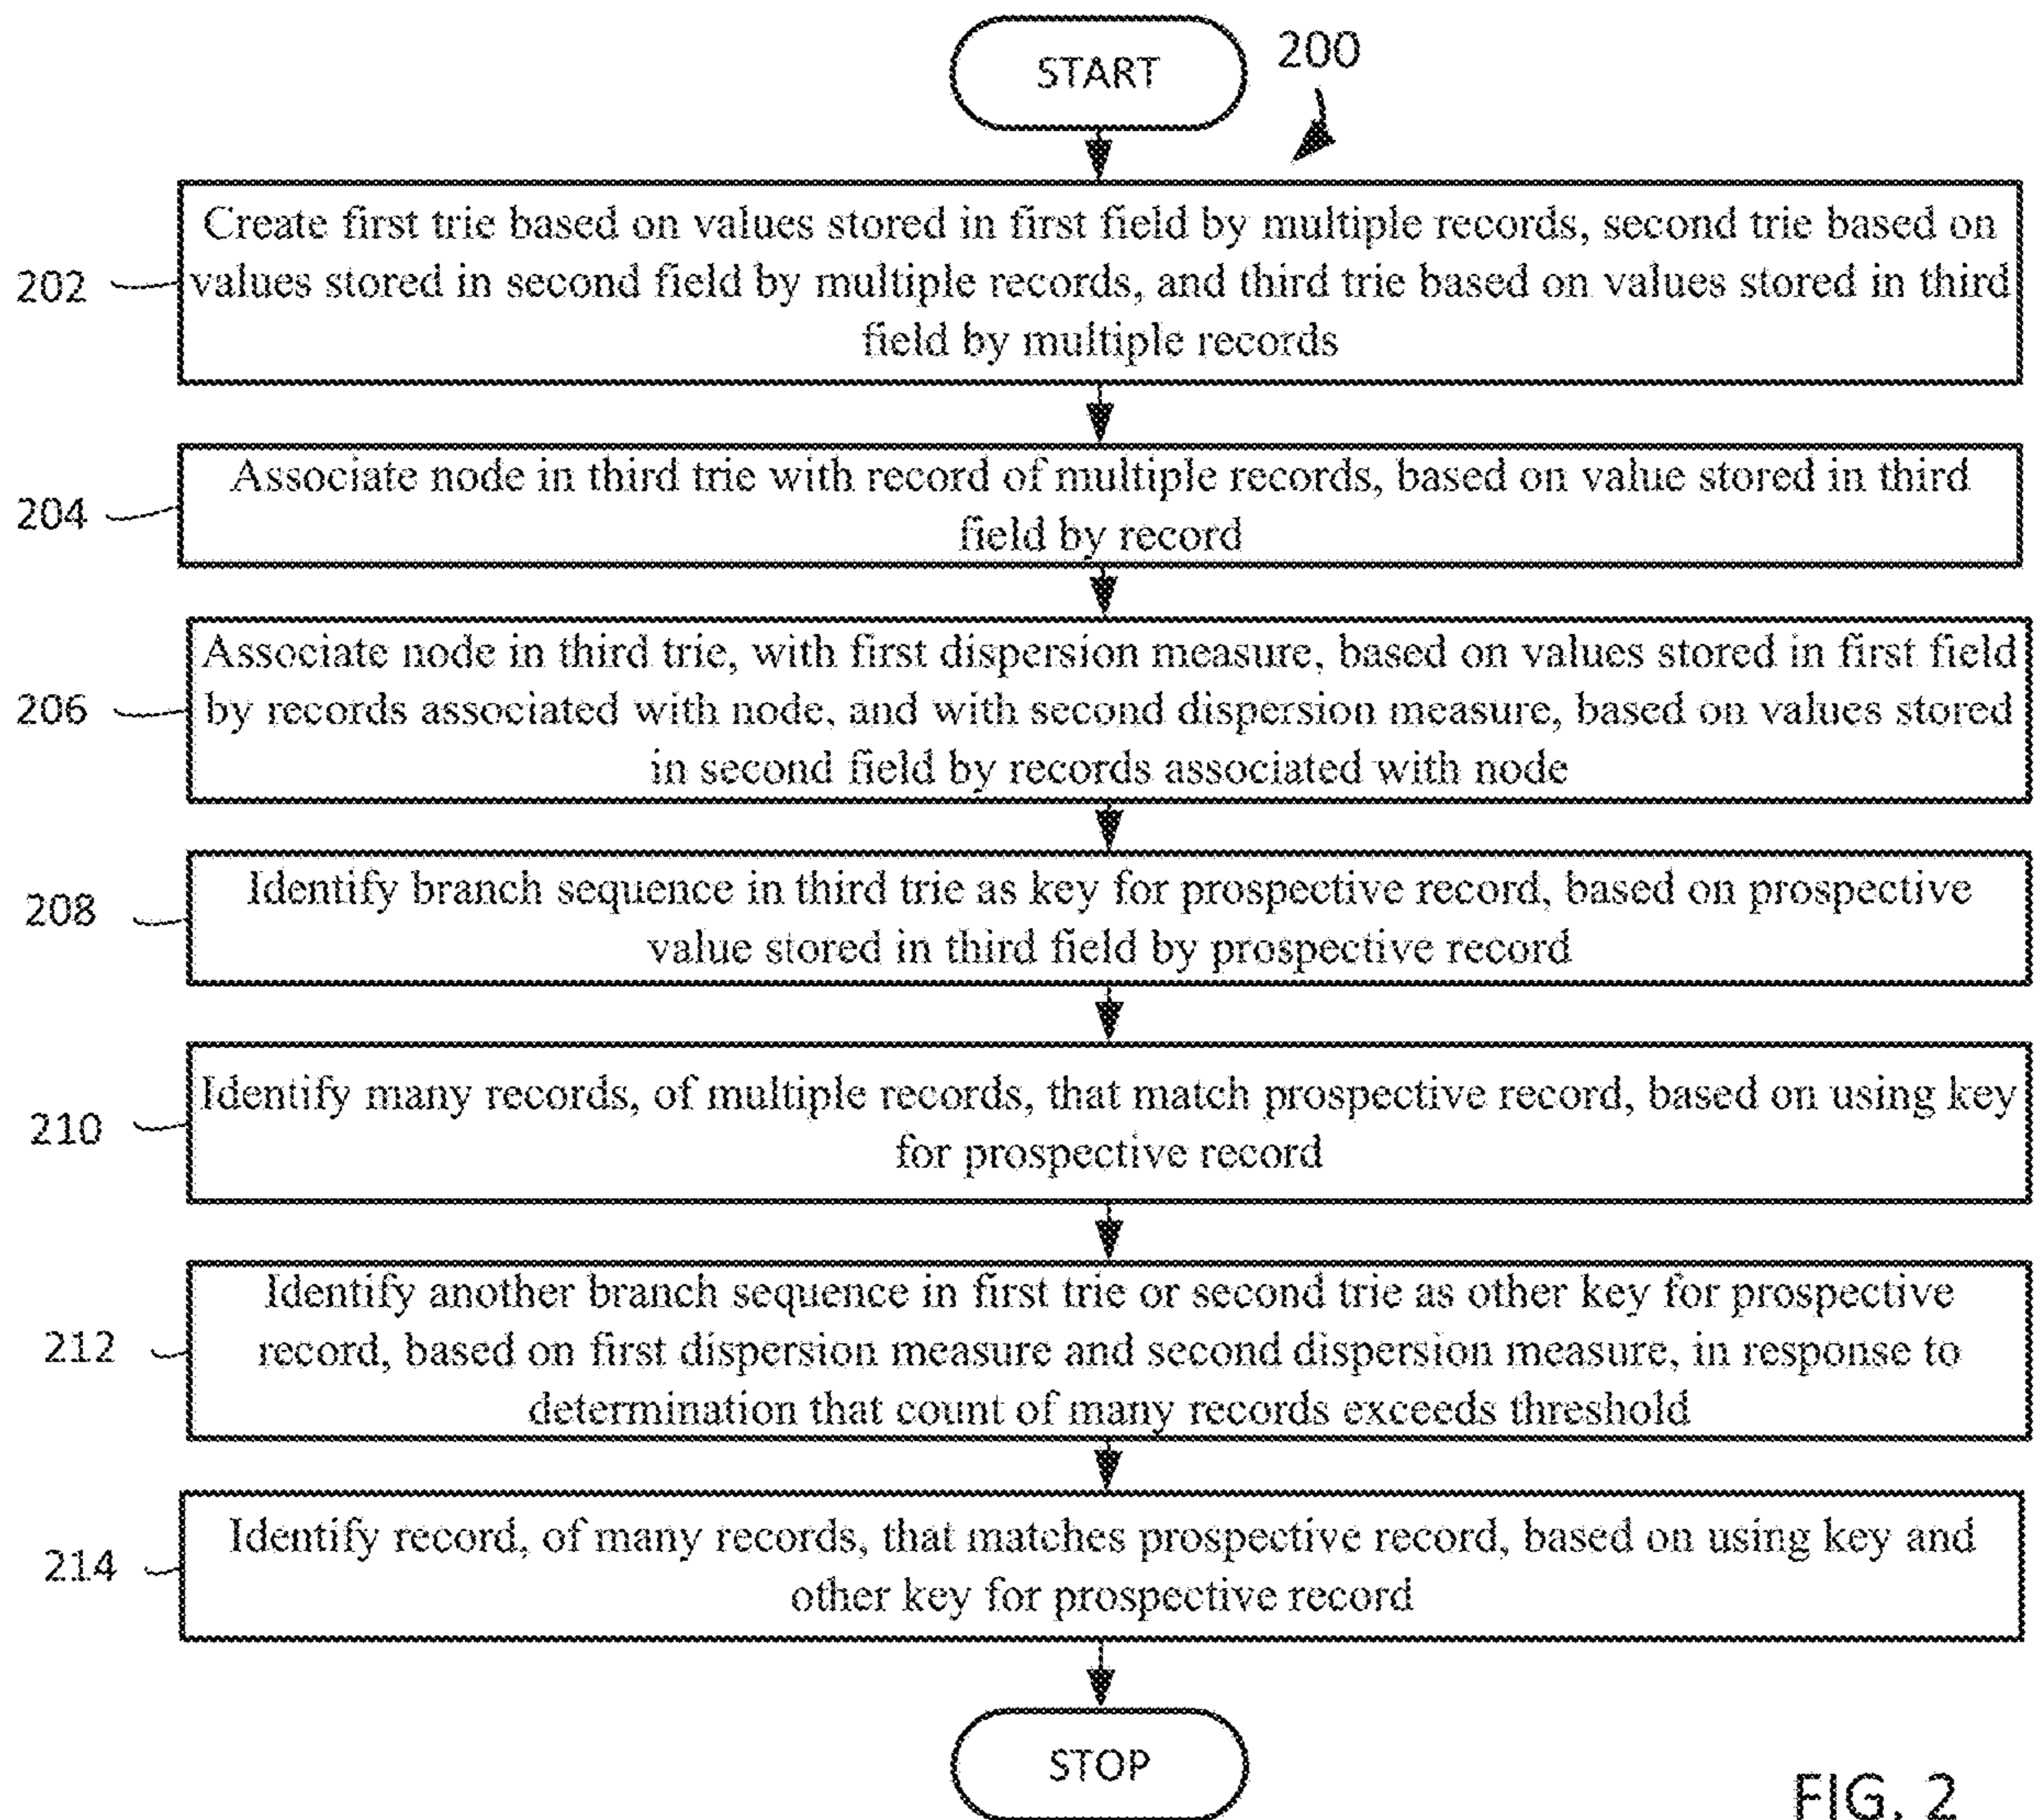 START
200
202
Create first trie based on values stored in first field by multiple records, second trie based on
values stored in second field by multiple records, and third trie based on values stored in third
field by multiple records
204
Associate node in third trie with record of multiple records, based on value stored in third
field by record
206
Associate node in third trie, with first dispersion measure, based on values stored in first field
by records associated with node, and with second dispersion measure, based on values stored
in second field by records associated with node
208
Identify branch sequence in third trie as key for prospective record, based on prospective
value stored in third field by prospective record
210
Identify many records, of multiple records, that match prospective record, based on using key
for prospective record
212
Identify another branch sequence in first trie or second trie as other key for prospective
record, based on first dispersion measure and second dispersion measure, in response to
determination that count of many records exceeds threshold
214
Identify record, of many records, that matches prospective record, based on using key and
other key for prospective record
STOP
FIG. 2